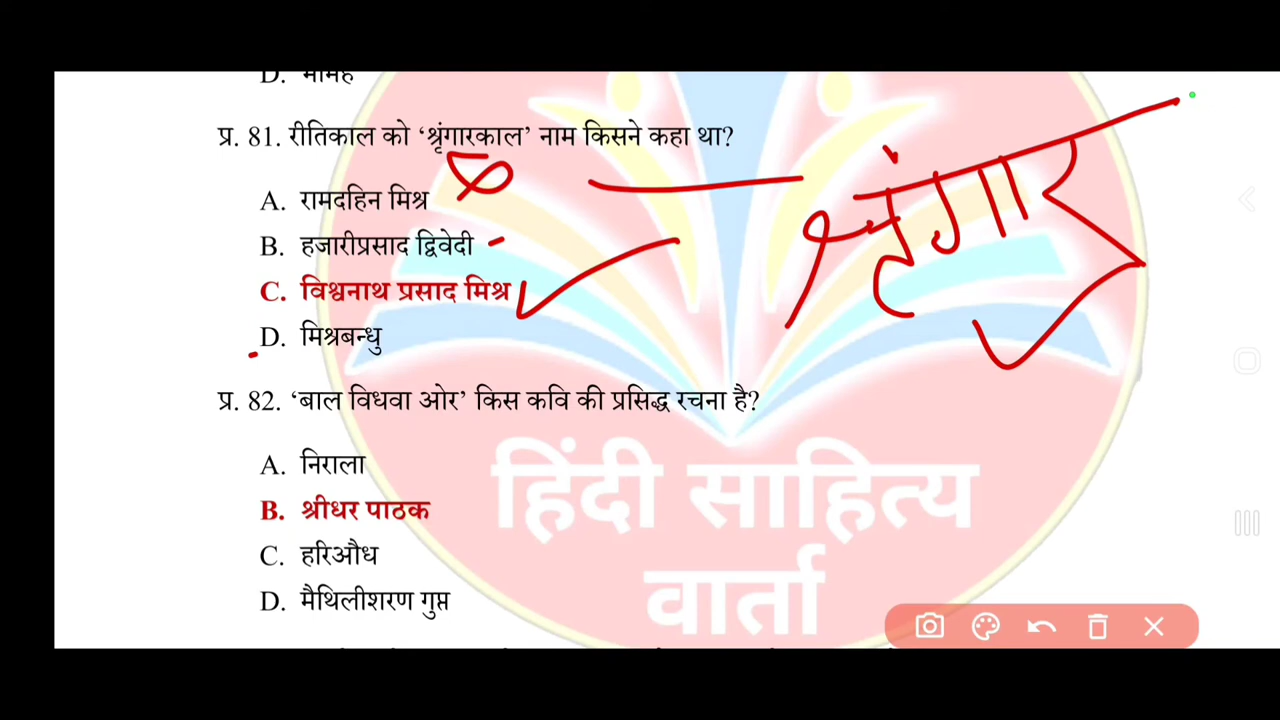 प्र. 81. रीतिकाल को ‘श्रृंगारकाल’ नाम किसने कहा था?
A. रामदहिन मिश्र
B. हजारीप्रसाद द्विवेदी
C. विश्वनाथ प्रसाद मिश्र
D. मिश्रबन्धु
श्रृंगार
प्र. 82. ‘बाल विधवा ओर’ किस कवि की प्रसिद्ध रचना है?
A. निराला
B. श्रीधर पाठक
C. हरिऔध
D. मैथिलीशरण गुप्त
हिंदी साहित्य
वार्ता